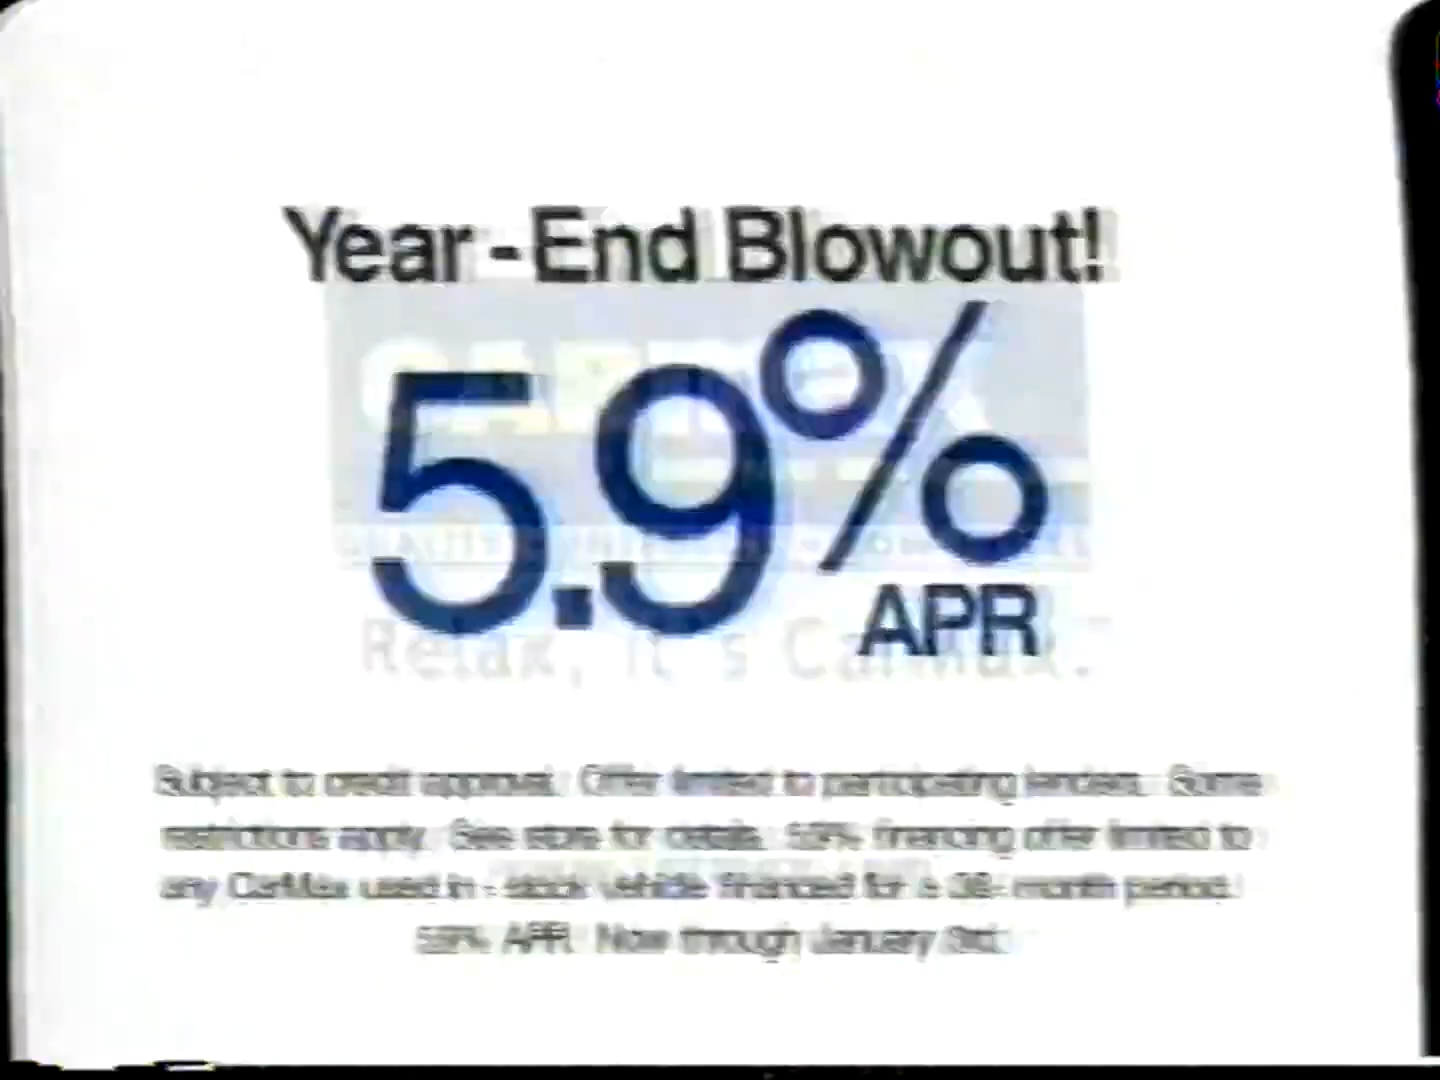 Year-End Blowout!
CARMAX
5.9%
APR
Relax, it's CarMax.
Subject to credit approval. Offer limited to participating lenders. Some
restrictions apply. See store for details. 5.9% financing offer limited to
any CarMax used in-stock vehicle financed for a 36-month period.
5.9% APR. Now through January 3rd.